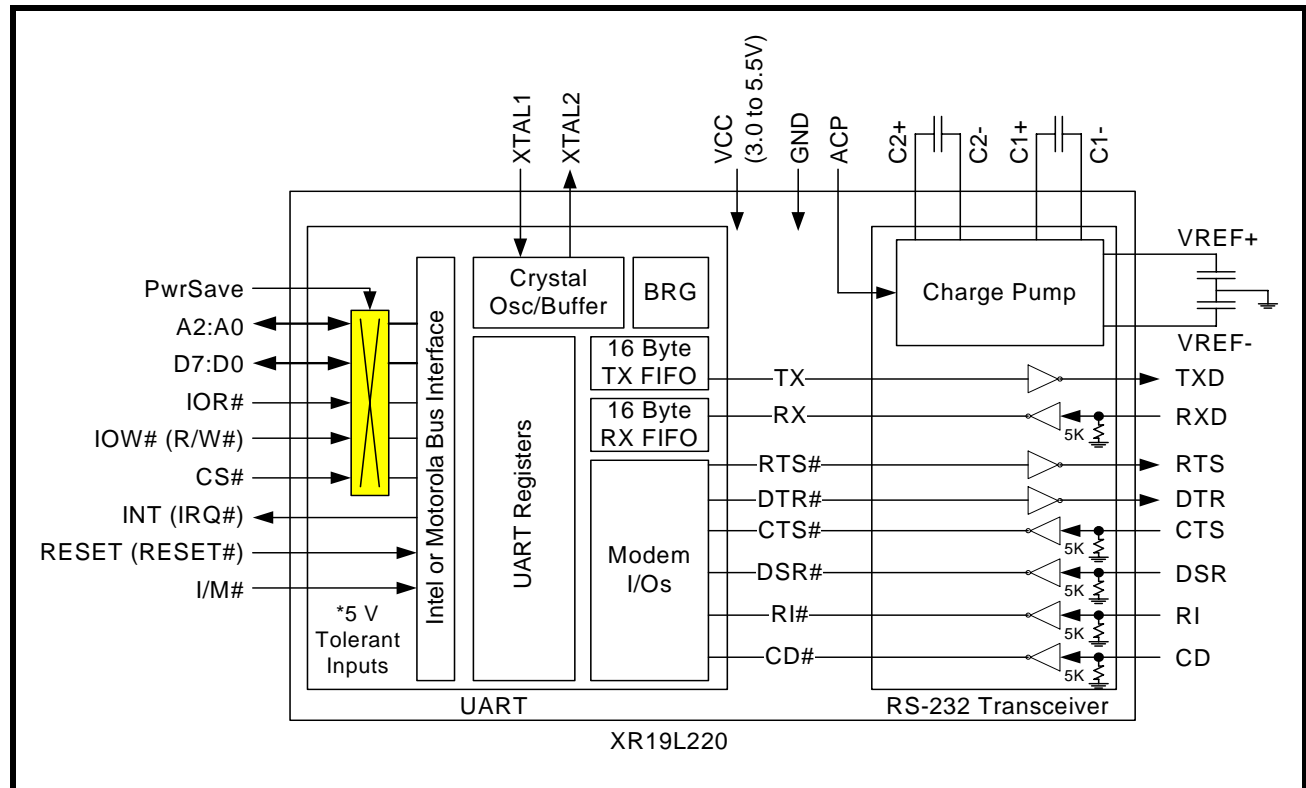 XTAL1
XTAL2
VCC
(3.0 to 5.5V)
GND
ACP
C2+
C2-
C1+
C1-
PwrSave
A2:A0
D7:D0
IOR#
IOW# (R/W#)
CS#
INT (IRQ#)
RESET (RESET#)
I/M#
*5 V
Tolerant
Inputs
Intel or Motorola Bus Interface
Crystal
Osc/Buffer
BRG
UART Registers
16 Byte
TX FIFO
16 Byte
RX FIFO
Modem
I/Os
UART
TX
RX
RTS#
DTR#
CTS#
DSR#
RI#
CD#
Charge Pump
5K
5K
5K
5K
5K
RS-232 Transceiver
VREF+
VREF-
TXD
RXD
RTS
DTR
CTS
DSR
RI
CD
XR19L220